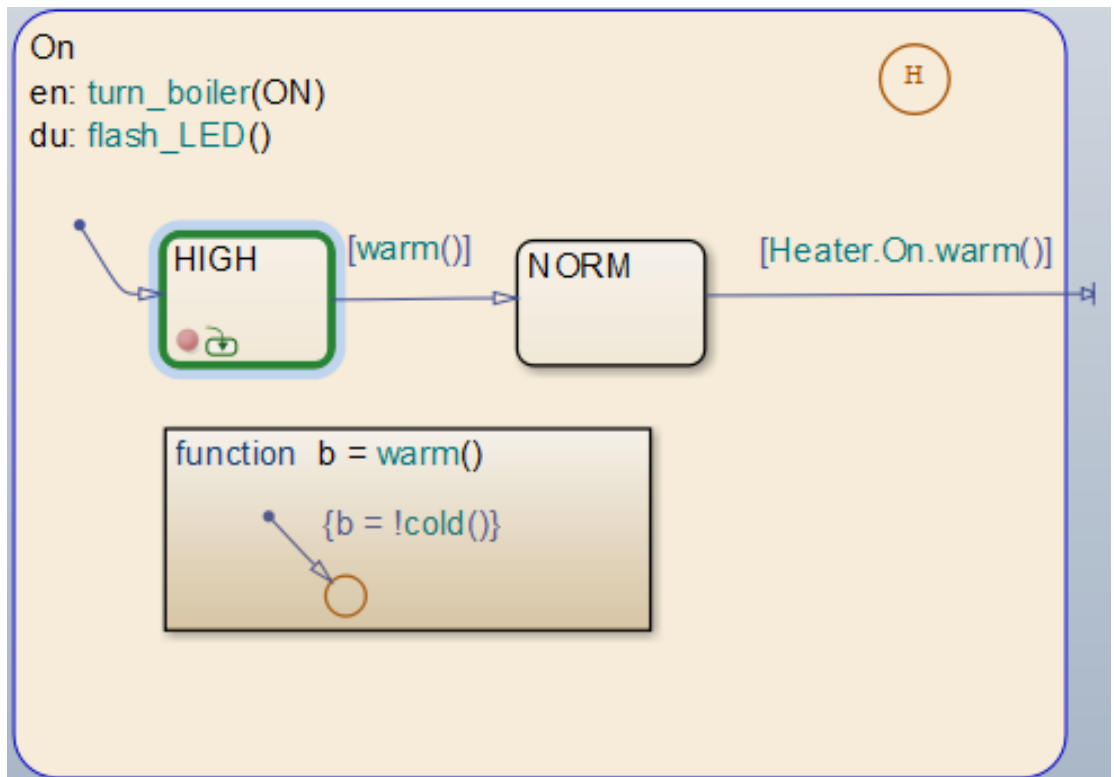 On
H
en: turn_boiler(ON)
du: flash_LED()
HIGH
[warm()]
NORM
[Heater.On.warm()]
function b = warm()
{b = !cold()}